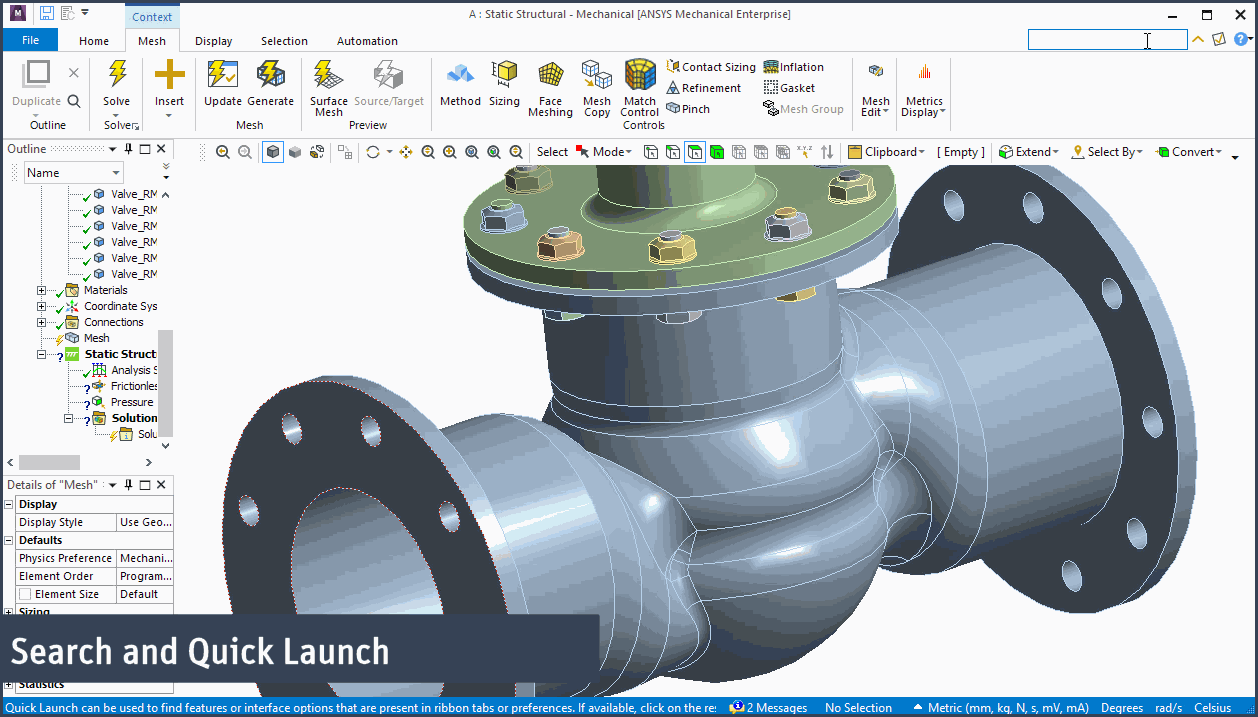 M
Context
A : Static Structural - Mechanical [ANSYS Mechanical Enterprise]
File Home Mesh Display Selection Automation
Duplicate
Outline
Solve
Solver
Insert
Update Generate
Mesh
Surface Mesh
Source/Target
Preview
Method Sizing
Face Meshing
Mesh Copy
Match Control
Contact Sizing
Refinement
Pinch
Inflation
Gasket
Mesh Group
Controls
Mesh Edit
Metrics Display
Outline
Select Mode Clipboard [ Empty ] Extend Select By Convert
Name
Valve_RM
Valve_RM
Valve_RM
Valve_RM
Valve_RM
Valve_RM
Materials
Coordinate Sys
Connections
Mesh
Static Struct
Analysis S
Frictionles
Pressure
Solution
Solu
Details of "Mesh"
Display
Display Style Use Geo...
Defaults
Physics Preference Mechani...
Element Order Program...
Element Size Default
Sizing
Search and Quick Launch
Statistics
Quick Launch can be used to find features or interface options that are present in ribbon tabs or preferences. If available, click on the res
2 Messages No Selection Metric (mm, kg, N, s, mV, mA) Degrees rad/s Celsius